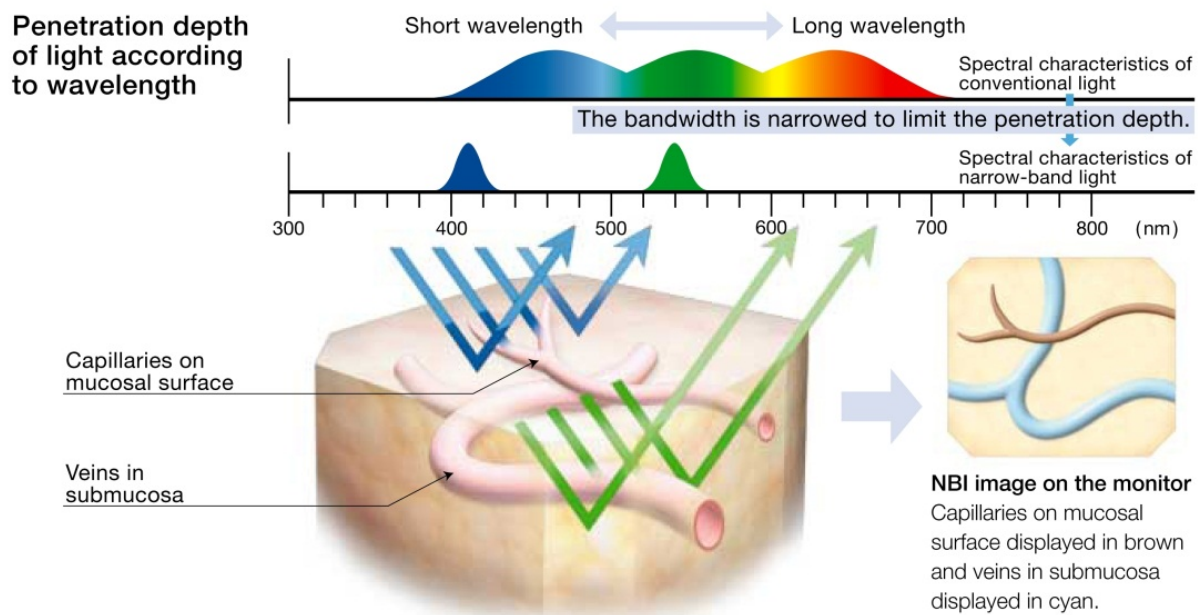 Penetration depth
of light according
to wavelength
Short wavelength
Long wavelength
Spectral characteristics of
conventional light
The bandwidth is narrowed to limit the penetration depth.
Spectral characteristics of
narrow-band light
300 400 500 600 700 800 (nm)
Capillaries on
mucosal surface
Veins in
submucosa
NBI image on the monitor
Capillaries on mucosal
surface displayed in brown
and veins in submucosa
displayed in cyan.